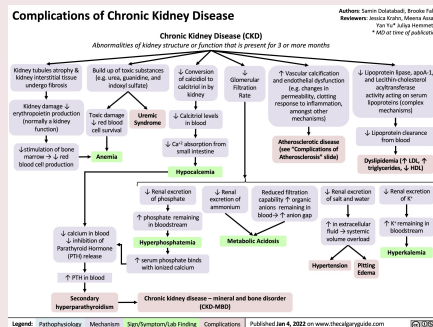 Complications of Chronic Kidney Disease
Authors: Samin Dolatabadi, Brooke Fal
Reviewers: Jessica Krahn, Meena Assa
Yan Yu* Juliya Hemmet
* MD at time of publicati
Chronic Kidney Disease (CKD)
Abnormalities of kidney structure or function that is present for 3 or more months
Kidney tubules atrophy &
kidney interstitial tissue
undergo fibrosis
Kidney damage ↓
erythropoietin production
(normally a kidney
function)
↓stimulation of bone
marrow → ↓ red
blood cell production
Build up of toxic substances
(e.g. urea, guanidine, and
indoxyl sulfate)
Toxic damage
↓ red blood
cell survival
Uremic
Syndrome
Anemia
↓ Conversion
of calcidiol to
calcitriol in by
kidney
↓ Calcitriol levels
in blood
↓ Ca+2 absorption from
small intestine
Hypocalcemia
↓
Glomerular
Filtration
Rate
↑ Vascular calcification
and endothelial dysfunction
(e.g. changes in
permeability, clotting
response to inflammation,
amongst other
mechanisms)
Atherosclerotic disease
(see "Complications of
Atherosclerosis" slide)
↓ Lipoprotein lipase, apoA-1,
and Lecithin-cholesterol
acyltransferase
activity acting on serum
lipoproteins (complex
mechanisms)
↓ Lipoprotein clearance
from blood
Dyslipidemia (↑ LDL, ↑
triglycerides, ↓ HDL)
↓ Renal excretion
of phosphate
↑ phosphate remaining
in bloodstream
Hyperphosphatemia
↑ serum phosphate binds
with ionized calcium
↓ Renal
excretion of
ammonium
Reduced filtration
capability ↑ organic
anions remaining in
blood→ ↑ anion gap
Metabolic Acidosis
↓ Renal excretion
of salt and water
↑ in extracellular
fluid → systemic
volume overload
Hypertension
Pitting
Edema
↓ Renal excretion
of K+
↑ K+ remaining in
bloodstream
Hyperkalemia
↓ calcium in blood
↓ inhibition of
Parathyroid Hormone
(PTH) release
↑ PTH in blood
Secondary
hyperparathyroidism
Chronic kidney disease – mineral and bone disorder
(CKD-MBD)
Legend: Pathophysiology Mechanism Sign/Symptom/Lab Finding Complications Published Jan 4, 2022 on www.thecalgaryguide.com